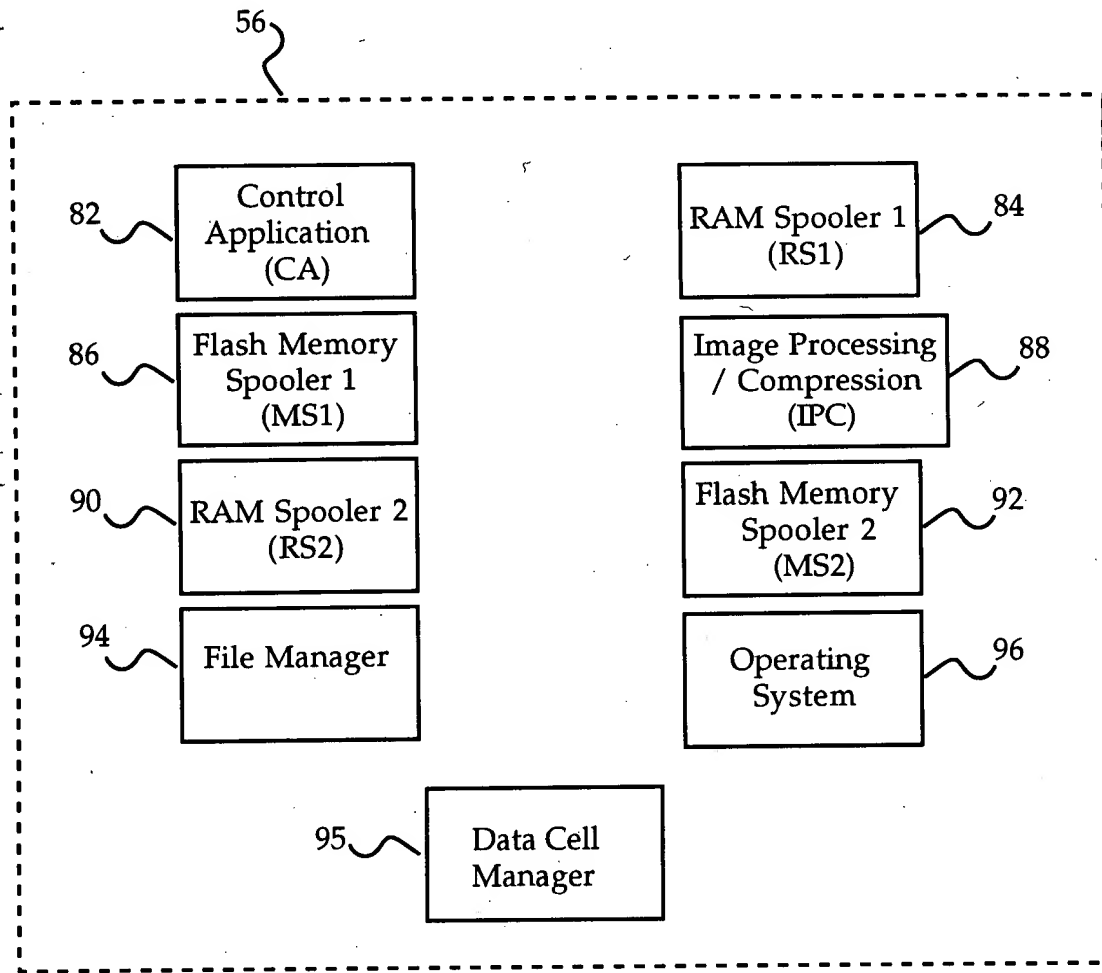 56
82
Control
Application
(CA)
RAM Spooler 1
(RS1)
84
86
Flash Memory
Spooler 1
(MS1)
Image Processing
/ Compression
(IPC)
88
90
RAM Spooler 2
(RS2)
Flash Memory
Spooler 2
(MS2)
92
94
File Manager
Operating
System
96
95
Data Cell
Manager